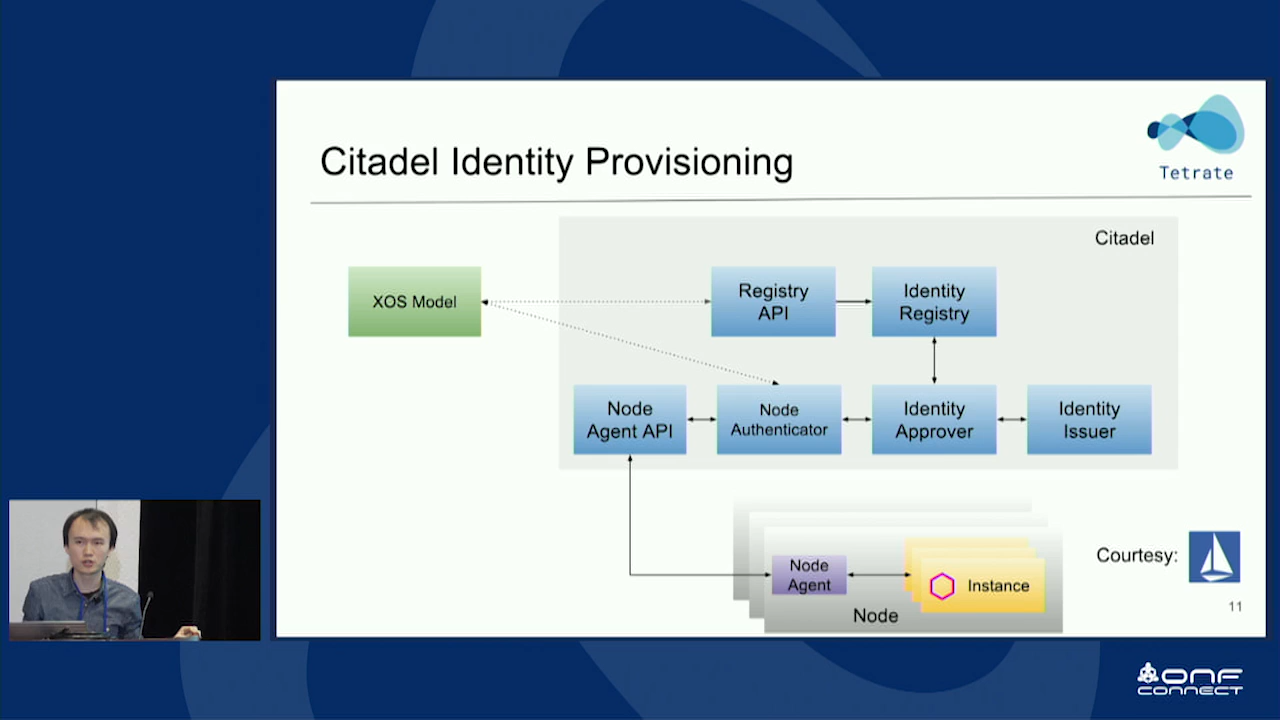 Citadel Identity Provisioning
Tetrate
Citadel
XOS Model
Registry
API
Identity
Registry
Node
Agent API
Node
Authenticator
Identity
Approver
Identity
Issuer
Node
Agent
Instance
Node
Courtesy:
11
ONF
CONNECT